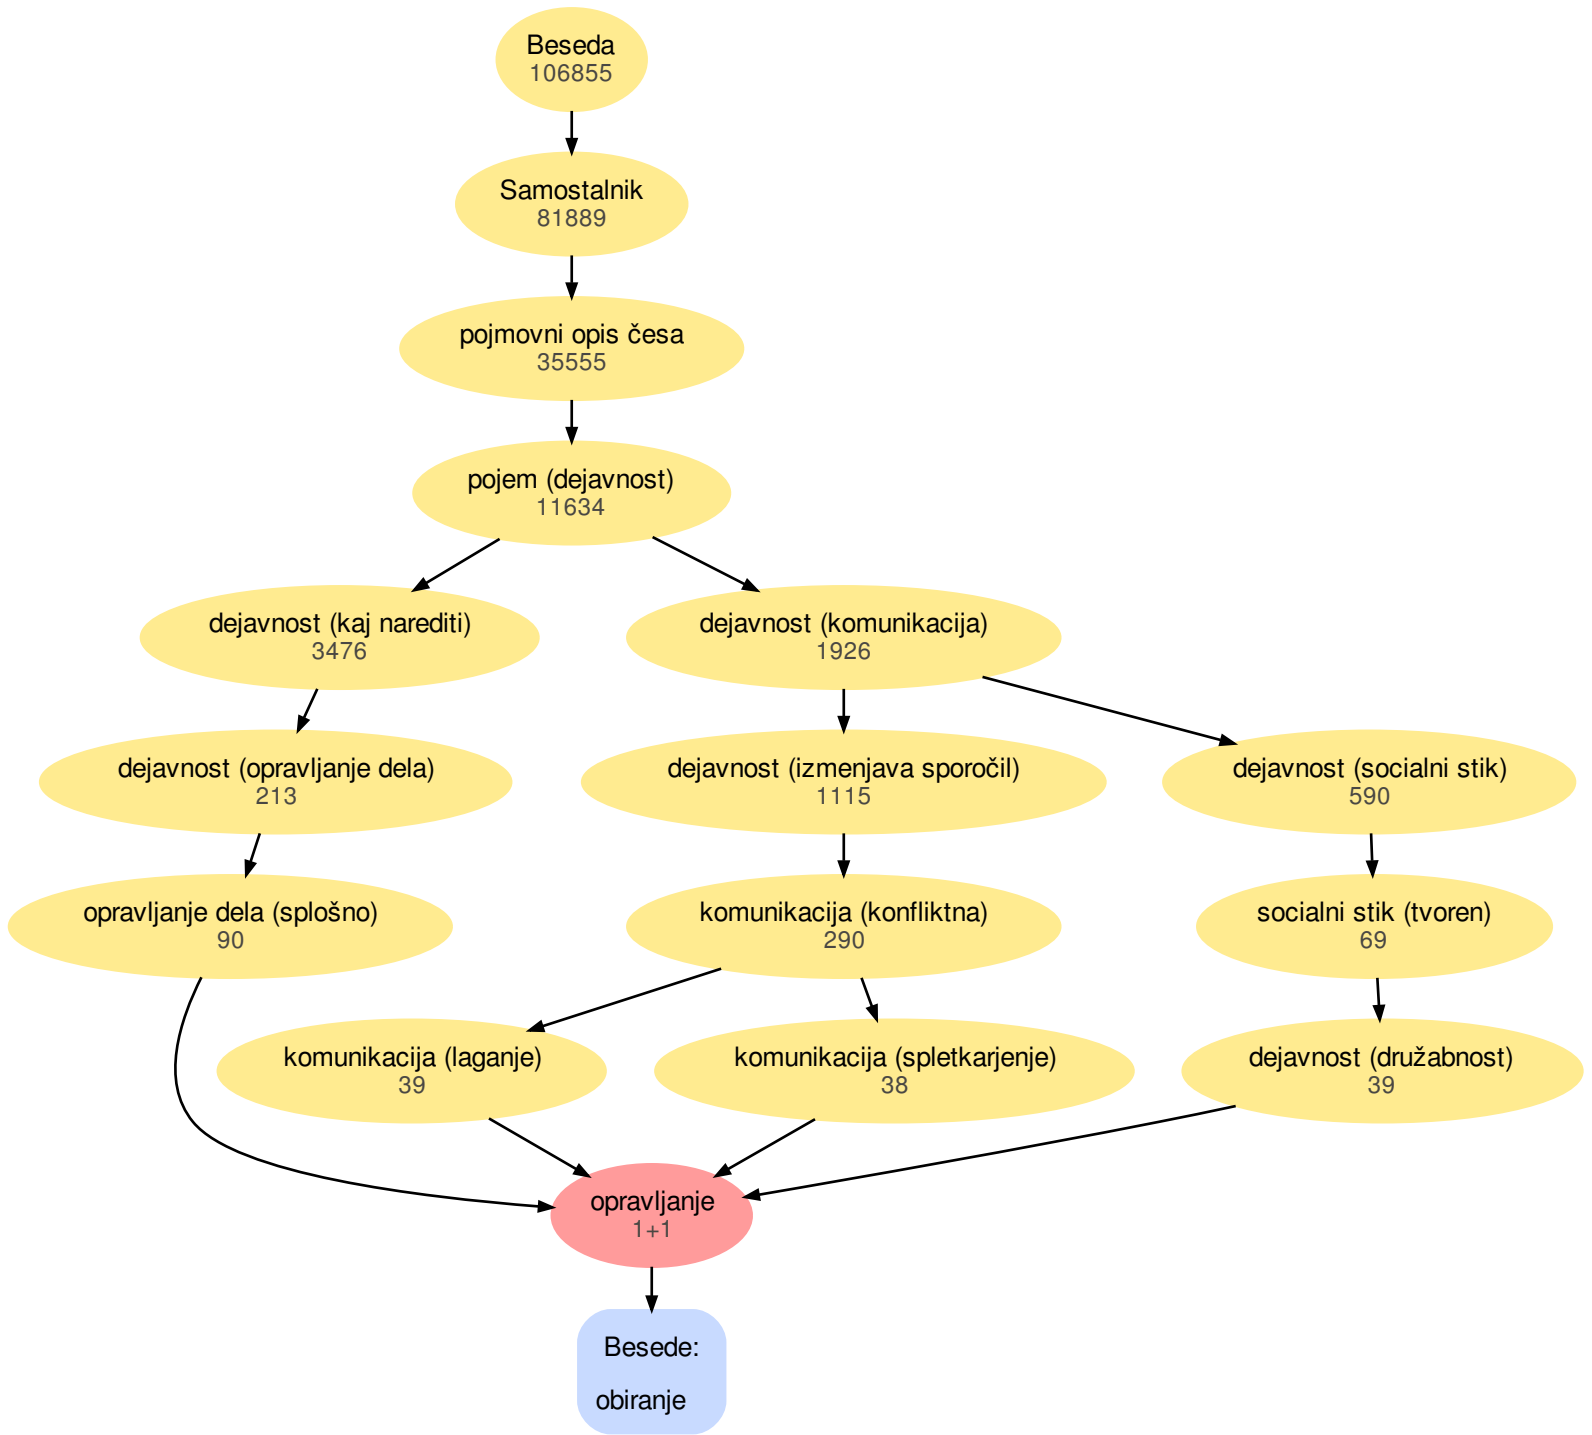 Beseda
106855
Samostalnik
81889
pojmovni opis česa
35555
pojem (dejavnost)
11634
dejavnost (kaj narediti)
3476
dejavnost (komunikacija)
1926
dejavnost (opravljanje dela)
213
dejavnost (izmenjava sporočil)
1115
dejavnost (socialni stik)
590
opravljanje dela (splošno)
90
komunikacija (konfliktna)
290
socialni stik (tvoren)
69
komunikacija (laganje)
39
komunikacija (spletkarjenje)
38
dejavnost (družabnost)
39
opravljanje
1+1
Besede:
obiranje